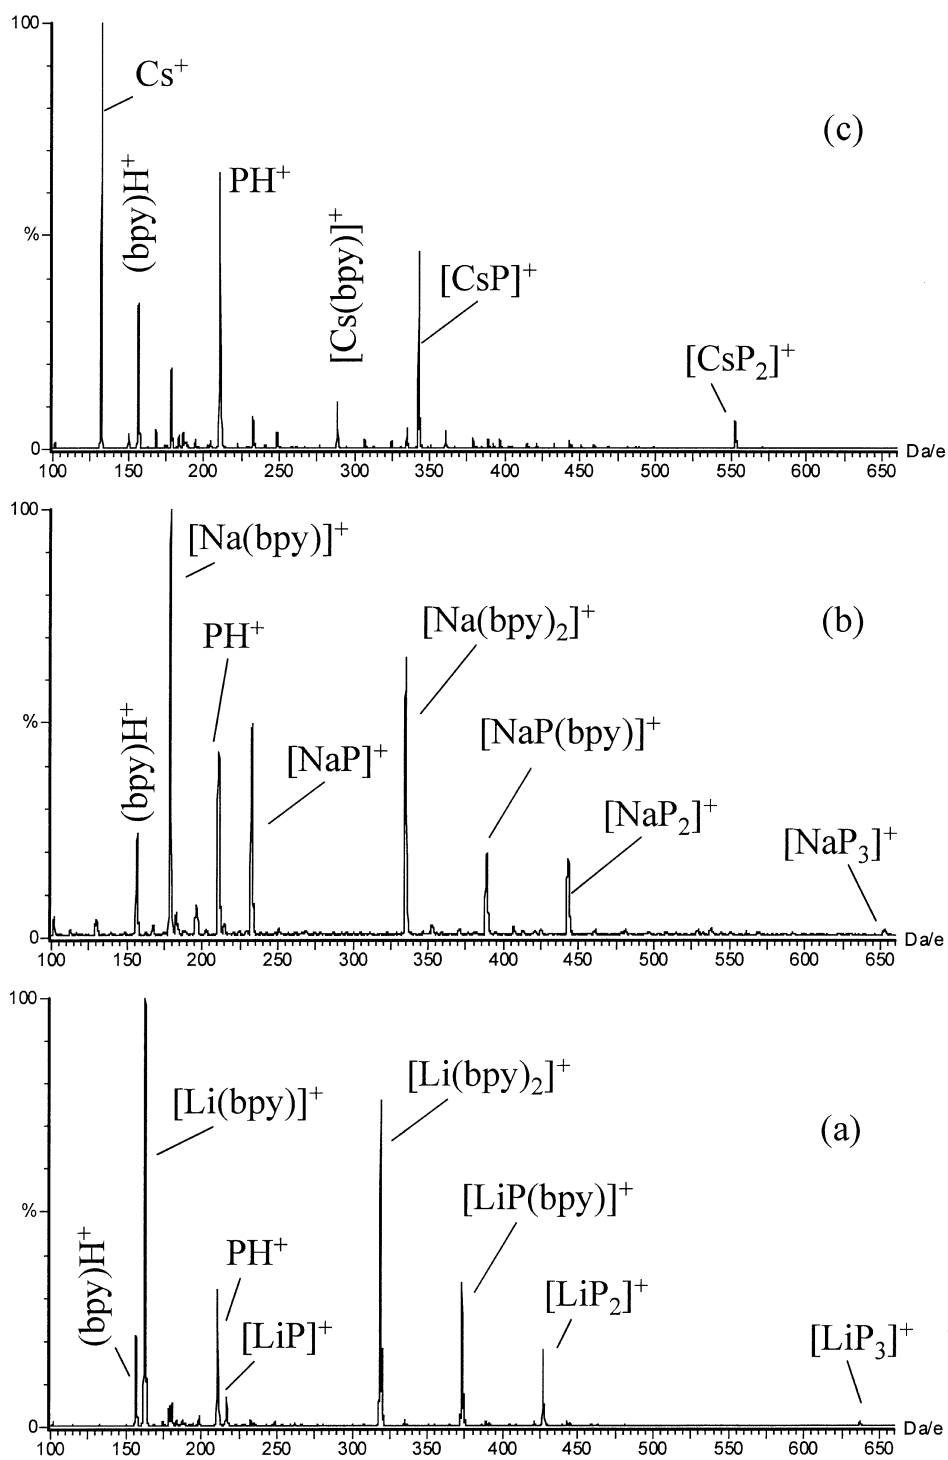 100
Cs⁺
(c)
(bpy)H⁺
PH⁺
%
[Cs(bpy)]⁺
[CsP]⁺
[CsP₂]⁺
0
100 150 200 250 300 350 400 450 500 550 600 650 Da/e
100
[Na(bpy)]⁺
[Na(bpy)₂]⁺
(b)
PH⁺
%
(bpy)H⁺
[NaP]⁺
[NaP(bpy)]⁺
[NaP₂]⁺
[NaP₃]⁺
0
100 150 200 250 300 350 400 450 500 550 600 650 Da/e
100
[Li(bpy)]⁺
[Li(bpy)₂]⁺
(a)
%
[LiP(bpy)]⁺
(bpy)H⁺
PH⁺
[LiP]⁺
[LiP₂]⁺
[LiP₃]⁺
0
100 150 200 250 300 350 400 450 500 550 600 650 Da/e